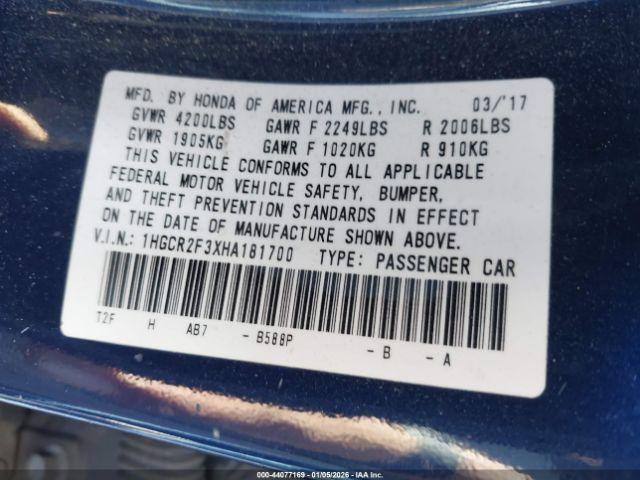 MFD. BY HONDA OF AMERICA MFG., INC. 03/'17
GVWR 4200LBS GAWR F 2249LBS R 2006LBS
GVWR 1905KG GAWR F 1020KG R 910KG
THIS VEHICLE CONFORMS TO ALL APPLICABLE
FEDERAL MOTOR VEHICLE SAFETY, BUMPER,
AND THEFT PREVENTION STANDARDS IN EFFECT
ON THE DATE OF MANUFACTURE SHOWN ABOVE.
V.I.N.: 1HGCR2F3XHA181700 TYPE: PASSENGER CAR
T2F H AB7 - B588P - B - A
000-44077169 - 01/05/2026 - IAA Inc.